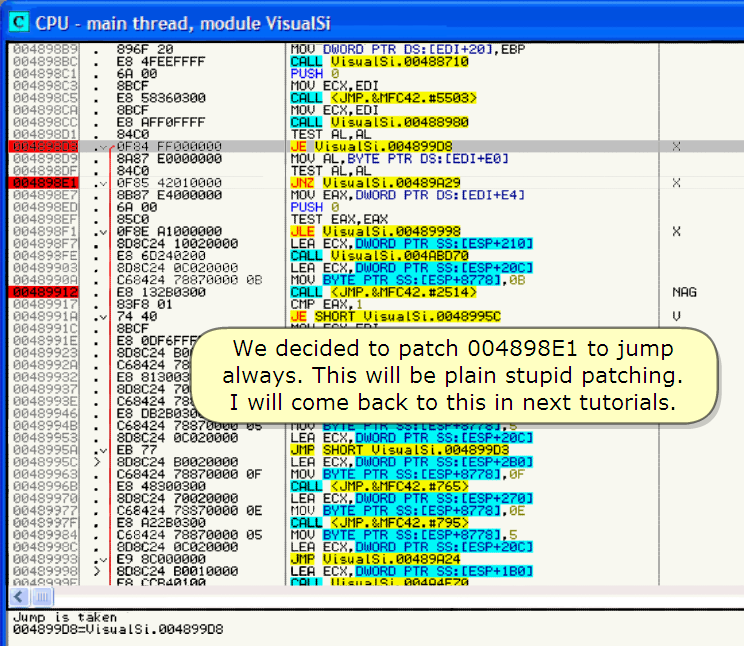 C CPU - main thread, module VisualSi
004898B9 . 896F 20 MOV DWORD PTR DS:[EDI+20],EBP
004898BC . E8 4FEEFFFF CALL VisualSi.00488710
004898C1 . 6A 00 PUSH 0
004898C3 . 8BCF MOV ECX,EDI
004898C5 . E8 58360300 CALL <JMP.&MFC42.#5503>
004898CA . 8BCF MOV ECX,EDI
004898CC . E8 AFF0FFFF CALL VisualSi.00488980
004898D1 . 84C0 TEST AL,AL
004898D3 .v 0F84 FF000000 JE VisualSi.004899D8 X
004898D9 . 8A87 E0000000 MOV AL,BYTE PTR DS:[EDI+E0]
004898DF . 84C0 TEST AL,AL
004898E1 .v 0F85 42010000 JNZ VisualSi.00489A29 X
004898E7 . 8B87 E4000000 MOV EAX,DWORD PTR DS:[EDI+E4]
004898ED . 6A 00 PUSH 0
004898EF . 85C0 TEST EAX,EAX
004898F1 .v 0F8E A1000000 JLE VisualSi.00489998 X
004898F7 . 8D8C24 10020000 LEA ECX,DWORD PTR SS:[ESP+210]
004898FE . E8 6D240200 CALL VisualSi.004ABD70
00489903 . 8D8C24 0C020000 LEA ECX,DWORD PTR SS:[ESP+20C]
0048990A . C68424 78870000 0B MOV BYTE PTR SS:[ESP+8778],0B
00489912 . E8 132B0300 CALL <JMP.&MFC42.#2514> NAG
00489917 . 83F8 01 CMP EAX,1
0048991A .v 74 40 JE SHORT VisualSi.0048995C V
0048991C . 8BCF
0048991E . E8 0DF6FFF
00489923 . 8D8C24 B0
0048992A . C68424 78
00489932 . E8 813003
00489937 . 8D8C24 70
0048993E . C68424 78
00489946 . E8 DB2B030
We decided to patch 004898E1 to jump
always. This will be plain stupid patching.
I will come back to this in next tutorials.
0048994B . C68424 78870000 05 MOV BYTE PTR SS:[ESP+8778],5
00489953 . 8D8C24 0C020000 LEA ECX,DWORD PTR SS:[ESP+20C]
0048995A .v EB 77 JMP SHORT VisualSi.004899D3
0048995C > 8D8C24 B0020000 LEA ECX,DWORD PTR SS:[ESP+2B0]
00489963 . C68424 78870000 0F MOV BYTE PTR SS:[ESP+8778],0F
0048996B . E8 48300300 CALL <JMP.&MFC42.#765>
00489970 . 8D8C24 70020000 LEA ECX,DWORD PTR SS:[ESP+270]
00489977 . C68424 78870000 0E MOV BYTE PTR SS:[ESP+8778],0E
0048997F . E8 A22B0300 CALL <JMP.&MFC42.#795>
00489984 . C68424 78870000 05 MOV BYTE PTR SS:[ESP+8778],5
0048998C . 8D8C24 0C020000 LEA ECX,DWORD PTR SS:[ESP+20C]
00489993 .v E9 8C000000 JMP VisualSi.00489A24
00489998 > 8D8C24 B0010000 LEA ECX,DWORD PTR SS:[ESP+1B0]
0048999F . E8 CCB40100 CALL VisualSi.004A4E70
Jump is taken
004899D8=VisualSi.004899D8